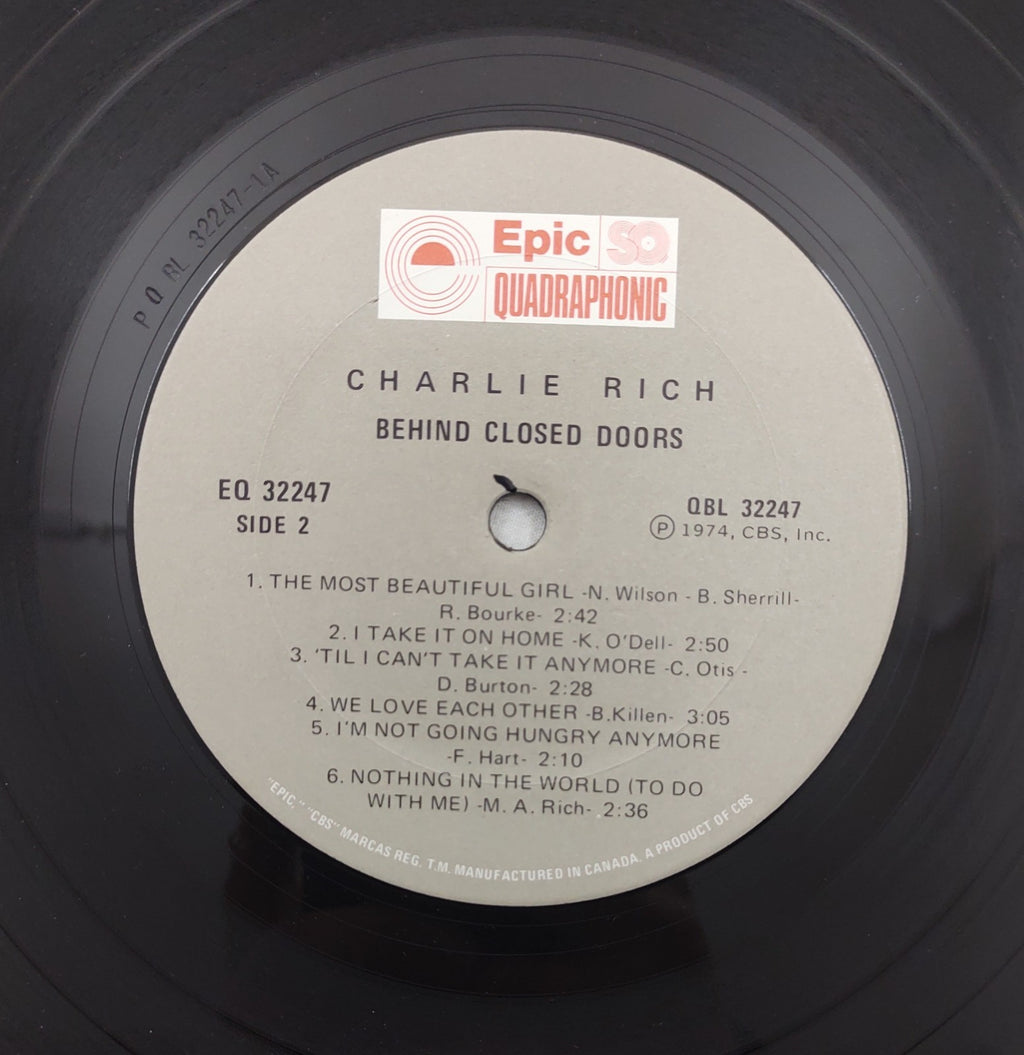 P Q BL 32247-1A
Epic SQ
QUADRAPHONIC
CHARLIE RICH
BEHIND CLOSED DOORS
EQ 32247
SIDE 2
QBL 32247
℗ 1974, CBS, Inc.
1. THE MOST BEAUTIFUL GIRL -N. Wilson - B. Sherrill-
R. Bourke- 2:42
2. I TAKE IT ON HOME -K. O'Dell- 2:50
3. 'TIL I CAN'T TAKE IT ANYMORE -C. Otis -
D. Burton- 2:28
4. WE LOVE EACH OTHER -B.Killen- 3:05
5. I'M NOT GOING HUNGRY ANYMORE
-F. Hart- 2:10
6. NOTHING IN THE WORLD (TO DO
WITH ME) -M. A. Rich- 2:36
"EPIC," "CBS" MARCAS REG. T.M. MANUFACTURED IN CANADA. A PRODUCT OF CBS